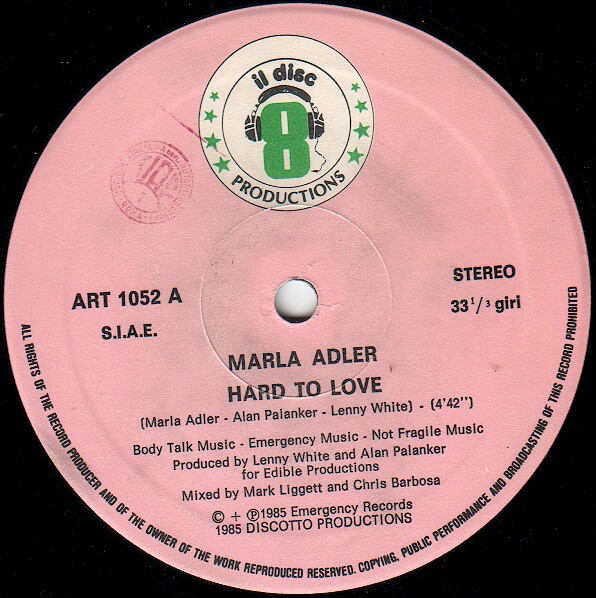 il disc
8
PRODUCTIONS
ART 1052 A
S.I.A.E.
STEREO
33 1/3 giri
MARLA ADLER
HARD TO LOVE
(Marla Adler - Alan Palanker - Lenny White) - (4'42'')
Body Talk Music - Emergency Music - Not Fragile Music
Produced by Lenny White and Alan Palanker
for Edible Productions
Mixed by Mark Liggett and Chris Barbosa
© + ℗ 1985 Emergency Records
1985 DISCOTTO PRODUCTIONS
ALL RIGHTS OF THE RECORD PRODUCER AND OF THE OWNER OF THE WORK REPRODUCED RESERVED. COPYING, PUBLIC PERFORMANCE AND BROADCASTING OF THIS RECORD PROHIBITED